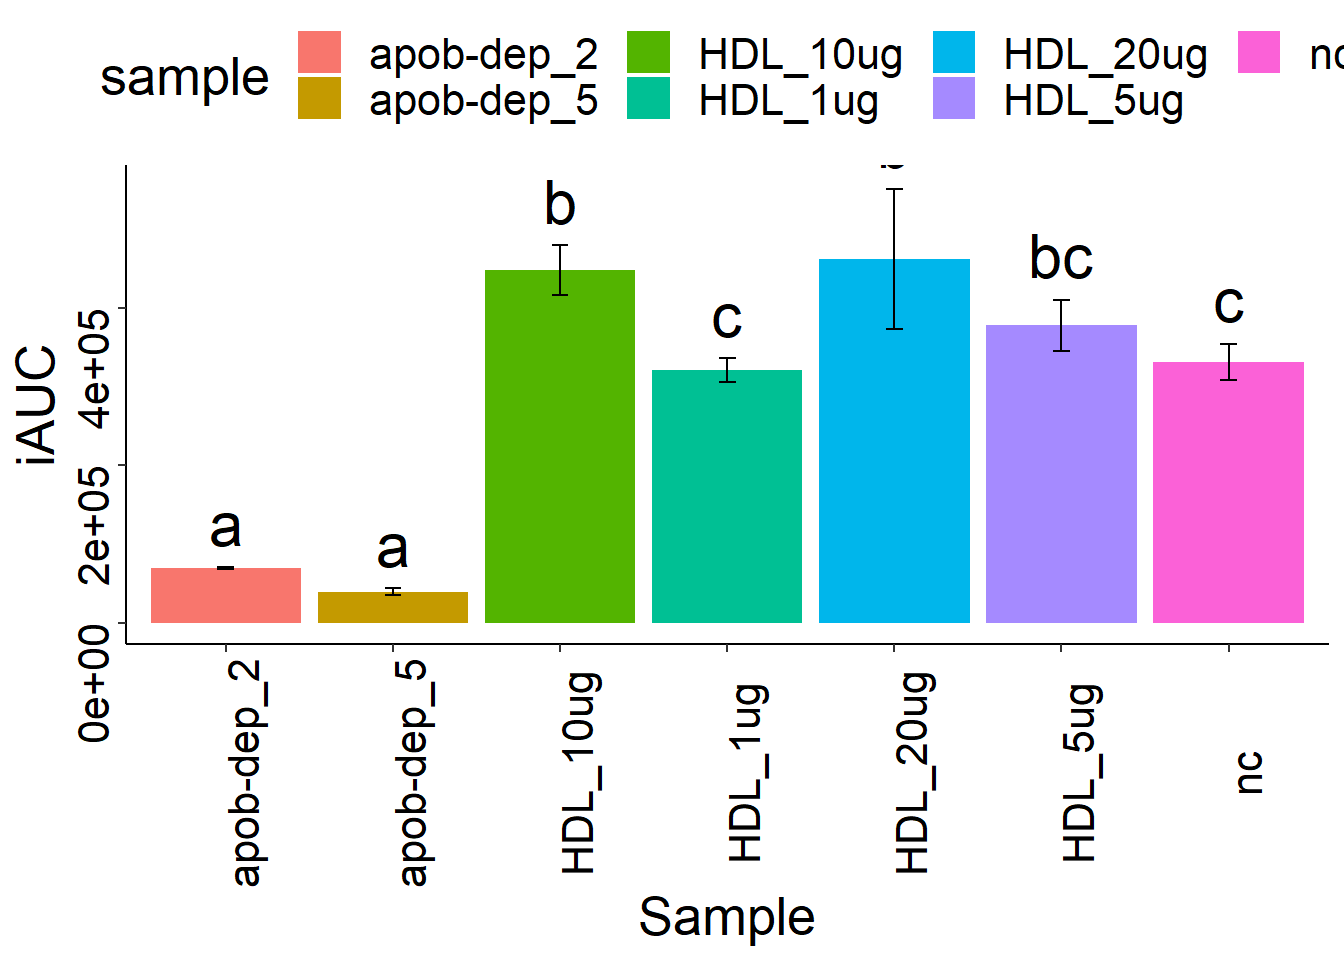 sample apob-dep_2 HDL_10ug HDL_20ug
apob-dep_5 HDL_1ug HDL_5ug
b
bc
c
c
a
a
4e+05
2e+05
0e+00
iAUC
apob-dep_2 apob-dep_5 HDL_10ug HDL_1ug HDL_20ug HDL_5ug nc
Sample